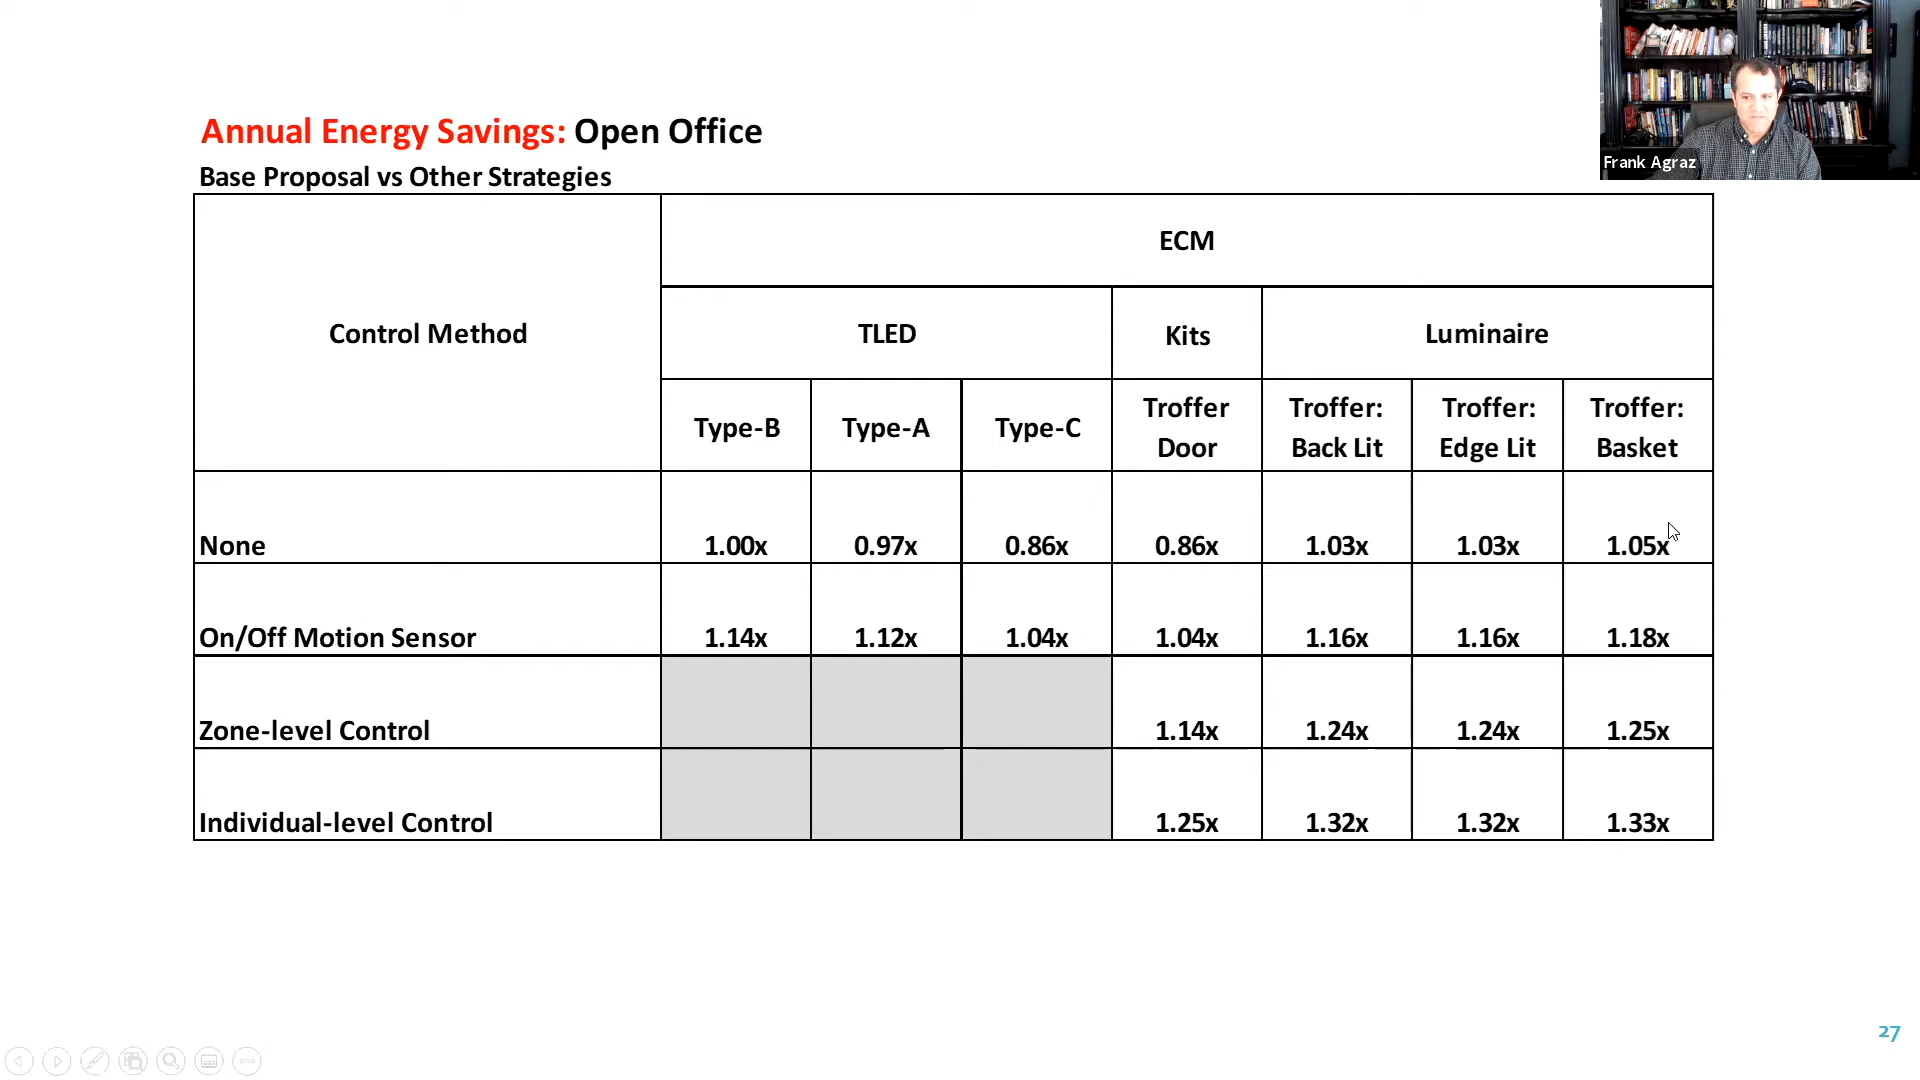 Frank Agraz
Annual Energy Savings: Open Office
Base Proposal vs Other Strategies
Control Method
ECM
TLED
Kits
Luminaire
Type-B
Type-A
Type-C
Troffer
Door
Troffer:
Back Lit
Troffer:
Edge Lit
Troffer:
Basket
None 1.00x 0.97x 0.86x 0.86x 1.03x 1.03x 1.05x
On/Off Motion Sensor 1.14x 1.12x 1.04x 1.04x 1.16x 1.16x 1.18x
Zone-level Control 1.14x 1.24x 1.24x 1.25x
Individual-level Control 1.25x 1.32x 1.32x 1.33x
27